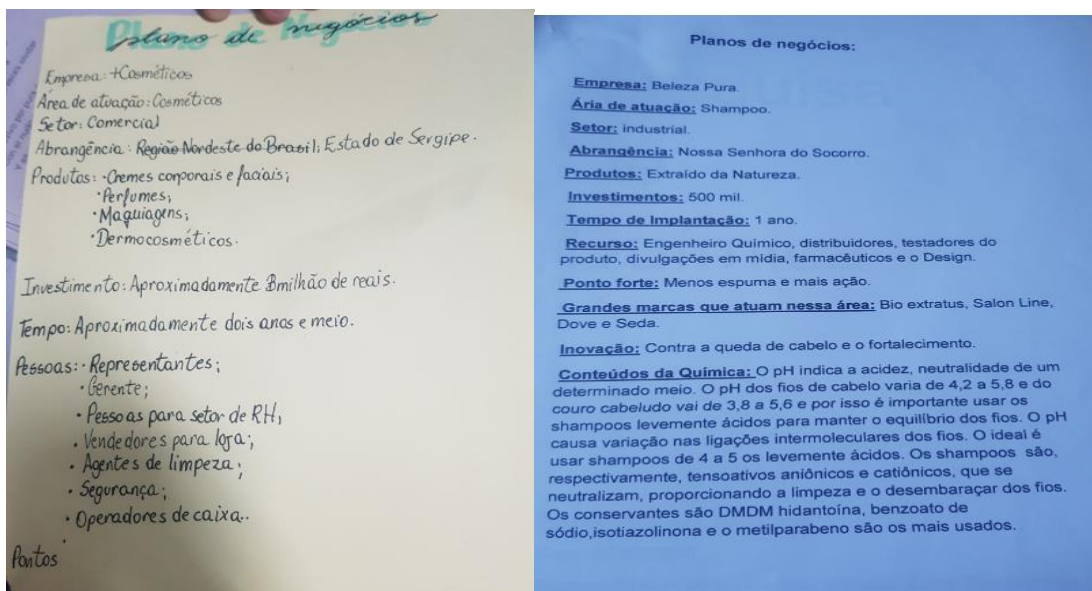 Plano de negócios
Empresa: +Cosméticos
Área de atuação: Cosméticos
Setor: Comercial
Abrangência: Região Nordeste do Brasil; Estado de Sergipe.
Produtos: ·Cremes corporais e faciais;
·Perfumes;
·Maquiagens;
·Dermocosméticos.
Investimento: Aproximadamente 3milhão de reais.
Tempo: Aproximadamente dois anos e meio.
Pessoas: ·Representantes;
·Gerente;
·Pessoas para setor de RH,
·Vendedores para loja;
·Agentes de limpeza;
·Segurança;
·Operadores de caixa..
Pontos
Planos de negócios:
Empresa: Beleza Pura.
Ária de atuação: Shampoo.
Setor: industrial.
Abrangência: Nossa Senhora do Socorro.
Produtos: Extraído da Natureza.
Investimentos: 500 mil.
Tempo de Implantação: 1 ano.
Recurso: Engenheiro Químico, distribuidores, testadores do
produto, divulgações em mídia, farmacêuticos e o Design.
Ponto forte: Menos espuma e mais ação.
Grandes marcas que atuam nessa área: Bio extratus, Salon Line,
Dove e Seda.
Inovação: Contra a queda de cabelo e o fortalecimento.
Conteúdos da Química: O pH indica a acidez, neutralidade de um
determinado meio. O pH dos fios de cabelo varia de 4,2 a 5,8 e do
couro cabeludo vai de 3,8 a 5,6 e por isso é importante usar os
shampoos levemente ácidos para manter o equilíbrio dos fios. O pH
causa variação nas ligações intermoleculares dos fios. O ideal é
usar shampoos de 4 a 5 os levemente ácidos. Os shampoos são,
respectivamente, tensoativos aniônicos e catiônicos, que se
neutralizam, proporcionando a limpeza e o desembaraçar dos fios.
Os conservantes são DMDM hidantoína, benzoato de
sódio,isotiazolinona e o metilparabeno são os mais usados.